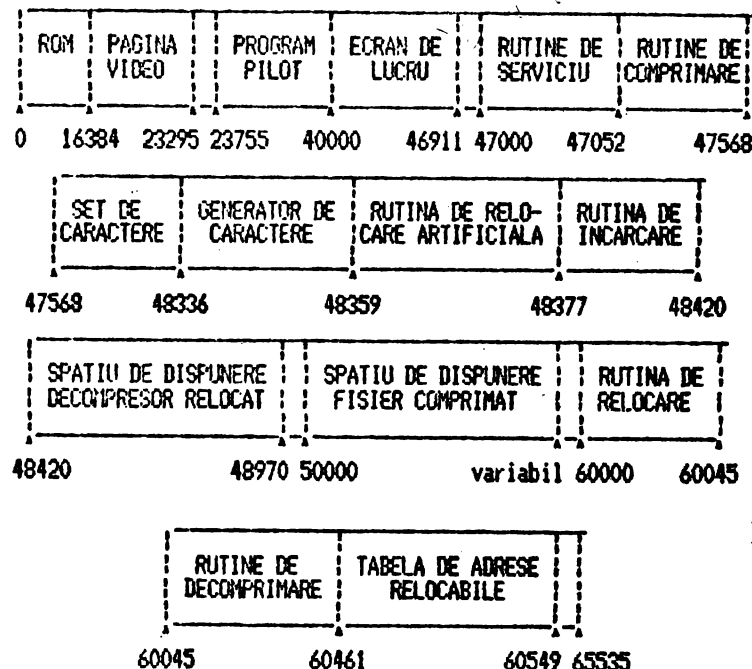 ROM PAGINA PROGRAM ECRAN DE RUTINE DE RUTINE DE
VIDEO PILOT LUCRU SERVICIU COMPRIMARE
0 16384 23295 23755 40000 46911 47000 47052 47568
SET DE GENERATOR DE RUTINA DE RELO- RUTINA DE
CARACTERE CARACTERE CARE ARTIFICIALA INCARCARE
47568 48336 48359 48377 48420
SPATIU DE DISPUNERE SPATIU DE DISPUNERE RUTINA DE
DECOMPRESOR RELOCAT FISIER COMPRIMAT RELOCARE
48420 48970 50000 variabil 60000 60045
RUTINE DE TABELA DE ADRESE
DECOMPRIMARE RELOCABILE
60045 60461 60549 65535